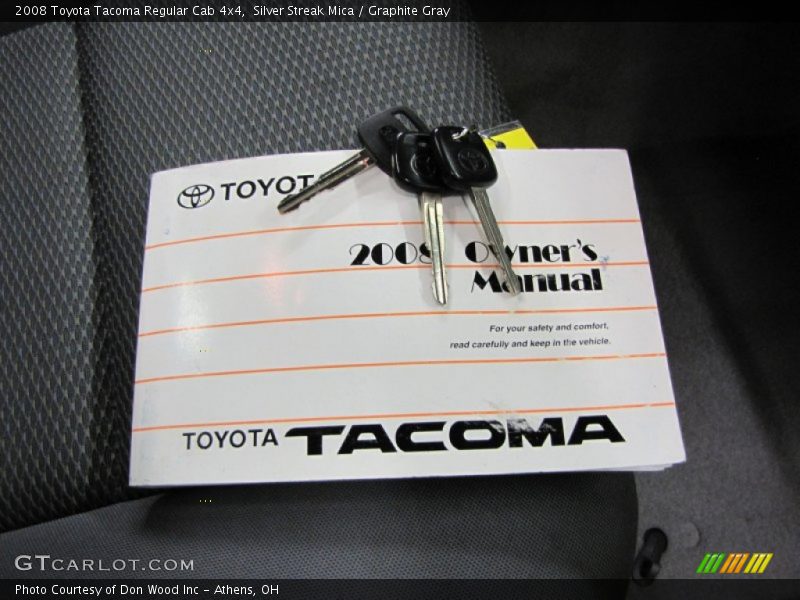 2008 Toyota Tacoma Regular Cab 4x4,  Silver Streak Mica / Graphite Gray
TOYOT
2008 Owner's
Manual
For your safety and comfort,
read carefully and keep in the vehicle.
TOYOTA TACOMA
GTCARLOT.COM
Photo Courtesy of Don Wood Inc - Athens, OH